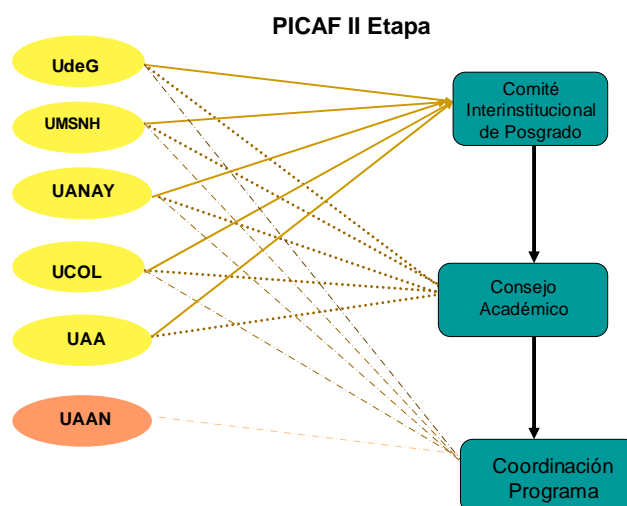 PICAF II Etapa
UdeG
UMSNH
UANAY
UCOL
UAA
UAAN
Comité
Interinstitucional
de Posgrado
Consejo
Académico
Coordinación
Programa